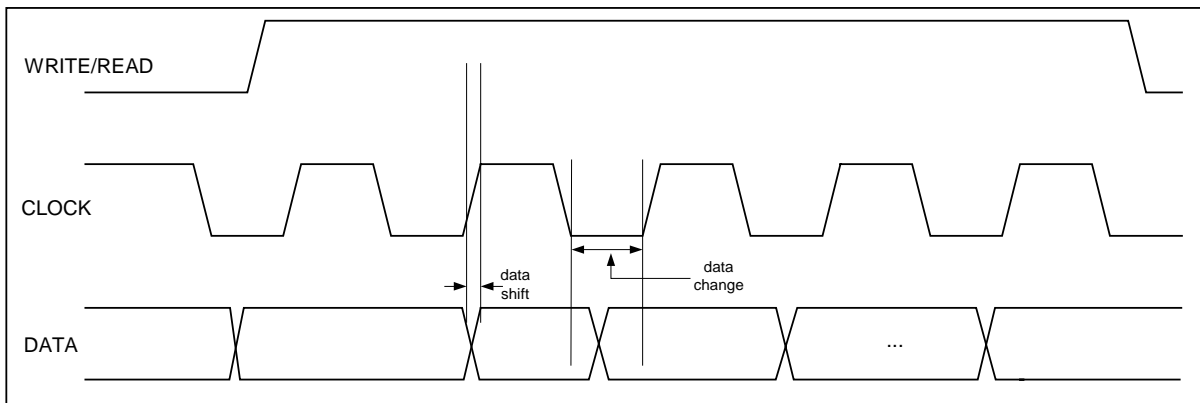 WRITE/READ
CLOCK
data
shift
data
change
DATA
...